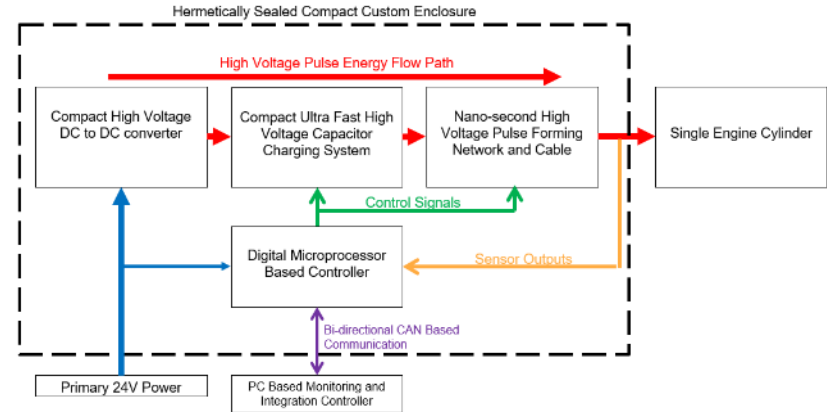 Hermetically Sealed Compact Custom Enclosure
High Voltage Pulse Energy Flow Path
Compact High Voltage
DC to DC converter
Compact Ultra Fast High
Voltage Capacitor
Charging System
Nano-second High
Voltage Pulse Forming
Network and Cable
Single Engine Cylinder
Control Signals
Digital Microprocessor
Based Controller
Sensor Outputs
Bi-directional CAN Based
Communication
Primary 24V Power
PC Based Monitoring and
Integration Controller